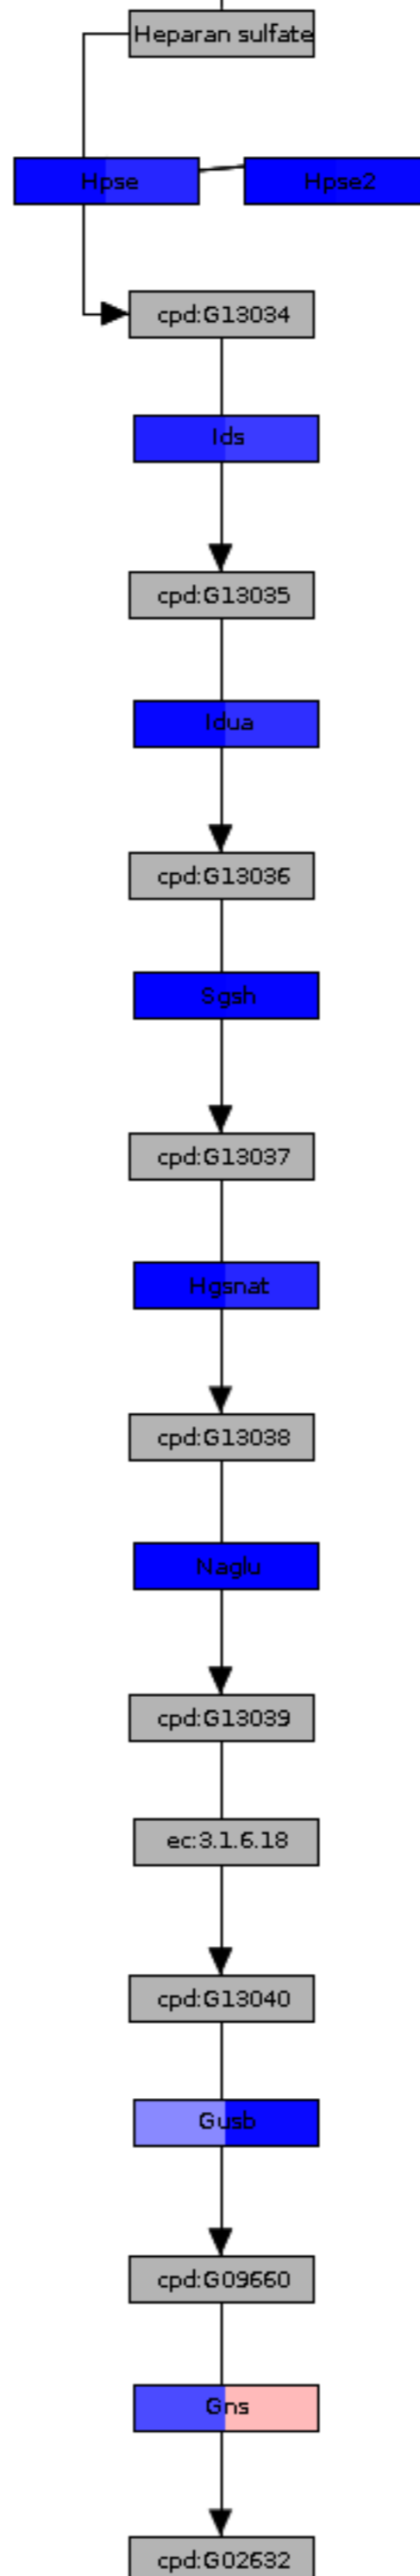 Heparan sulfate
Hpse
Hpse2
cpd:G13034
Ids
cpd:G13035
Idua
cpd:G13036
Sgsh
cpd:G13037
Hgsnat
cpd:G13038
Naglu
cpd:G13039
ec:3.1.6.18
cpd:G13040
Gusb
cpd:G09660
Gns
cpd:G02632